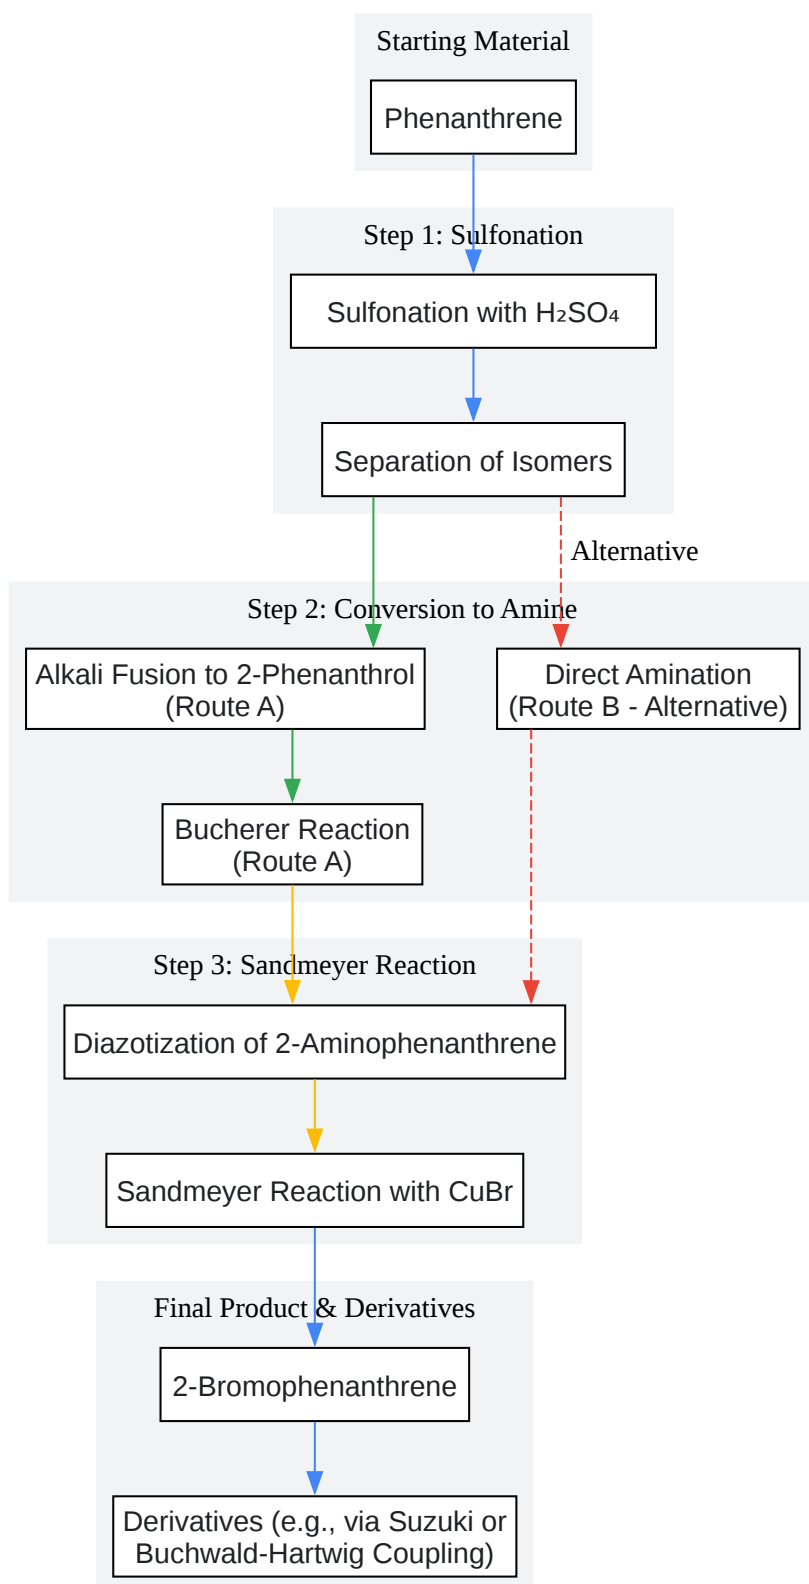 Starting Material
Phenanthrene
Step 1: Sulfonation
Sulfonation with H₂SO₄
Separation of Isomers
Alternative
Step 2: Conversion to Amine
Alkali Fusion to 2-Phenanthrol
(Route A)
Direct Amination
(Route B - Alternative)
Bucherer Reaction
(Route A)
Step 3: Sandmeyer Reaction
Diazotization of 2-Aminophenanthrene
Sandmeyer Reaction with CuBr
Final Product & Derivatives
2-Bromophenanthrene
Derivatives (e.g., via Suzuki or
Buchwald-Hartwig Coupling)